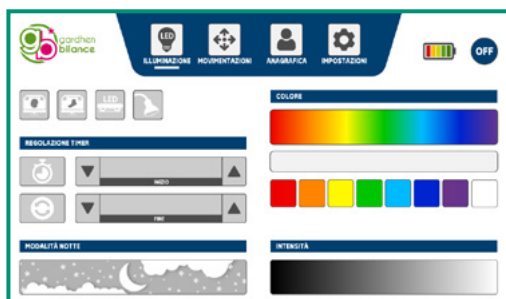 gardhen
bilance
LED
ILLUMINAZIONE
MOVIMENTAZIONI
ANAGRAFICA
IMPOSTAZIONI
OFF
LED
COLORE
REGOLAZIONE TIMER
INIZIO
FINE
MODALITÀ NOTTE
INTENSITÀ